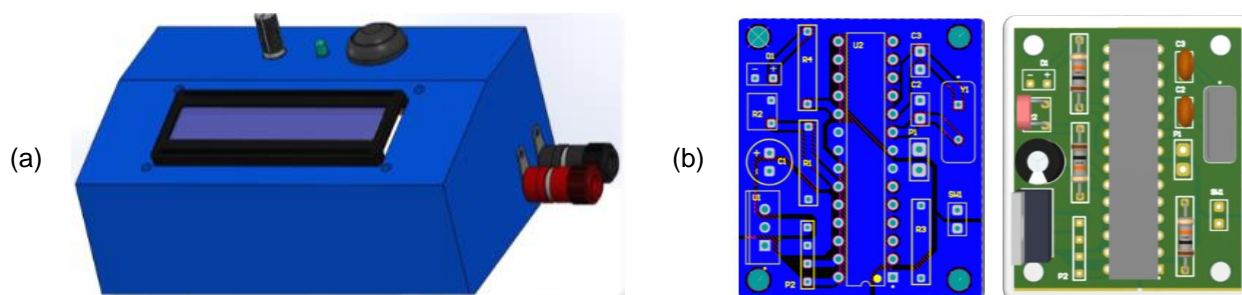 (a)
(b)
D1
- +
R4
U2
C3
Y1
R2
C2
P1
+
C1
R1
U1
SW1
R3
P2
D1
- +
C3
C2
P1
SW1
P2